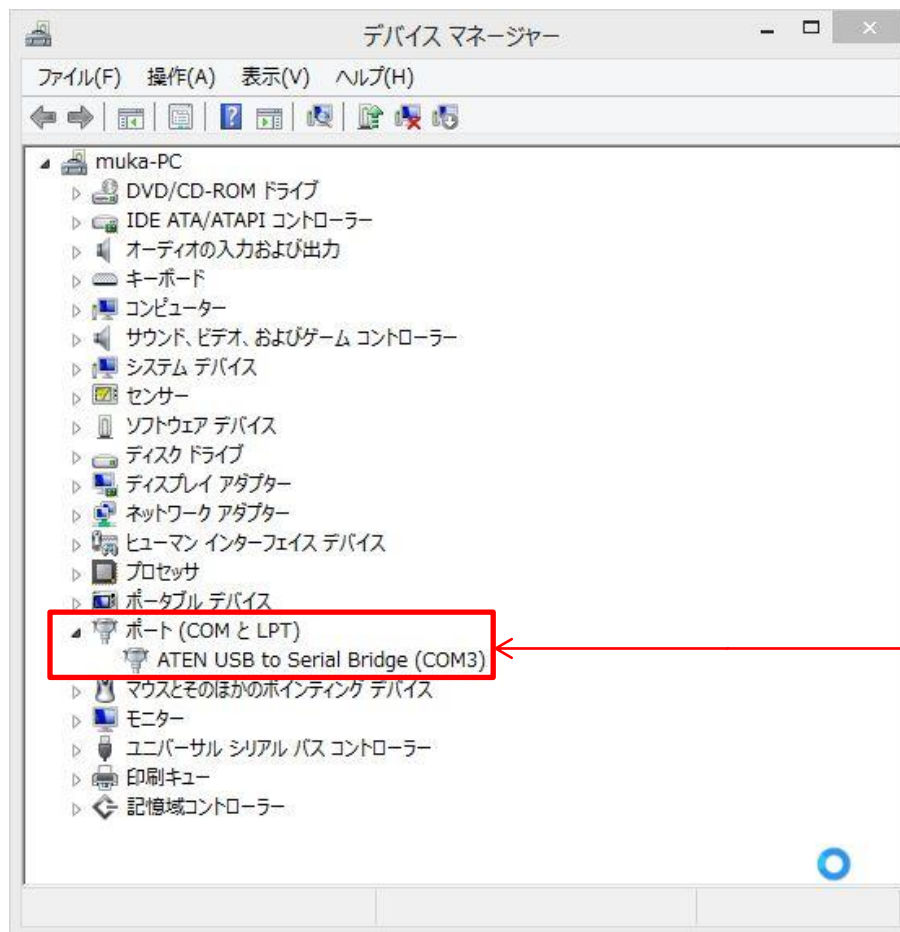 デバイス マネージャー
ファイル(F) 操作(A) 表示(V) ヘルプ(H)
muka-PC
DVD/CD-ROM ドライブ
IDE ATA/ATAPI コントローラー
オーディオの入力および出力
キーボード
コンピューター
サウンド、ビデオ、およびゲーム コントローラー
システム デバイス
センサー
ソフトウェア デバイス
ディスク ドライブ
ディスプレイ アダプター
ネットワーク アダプター
ヒューマン インターフェイス デバイス
プロセッサ
ポータブル デバイス
ポート (COM と LPT)
ATEN USB to Serial Bridge (COM3)
マウスとそのほかのポインティング デバイス
モニター
ユニバーサル シリアル バス コントローラー
印刷キュー
記憶域コントローラー